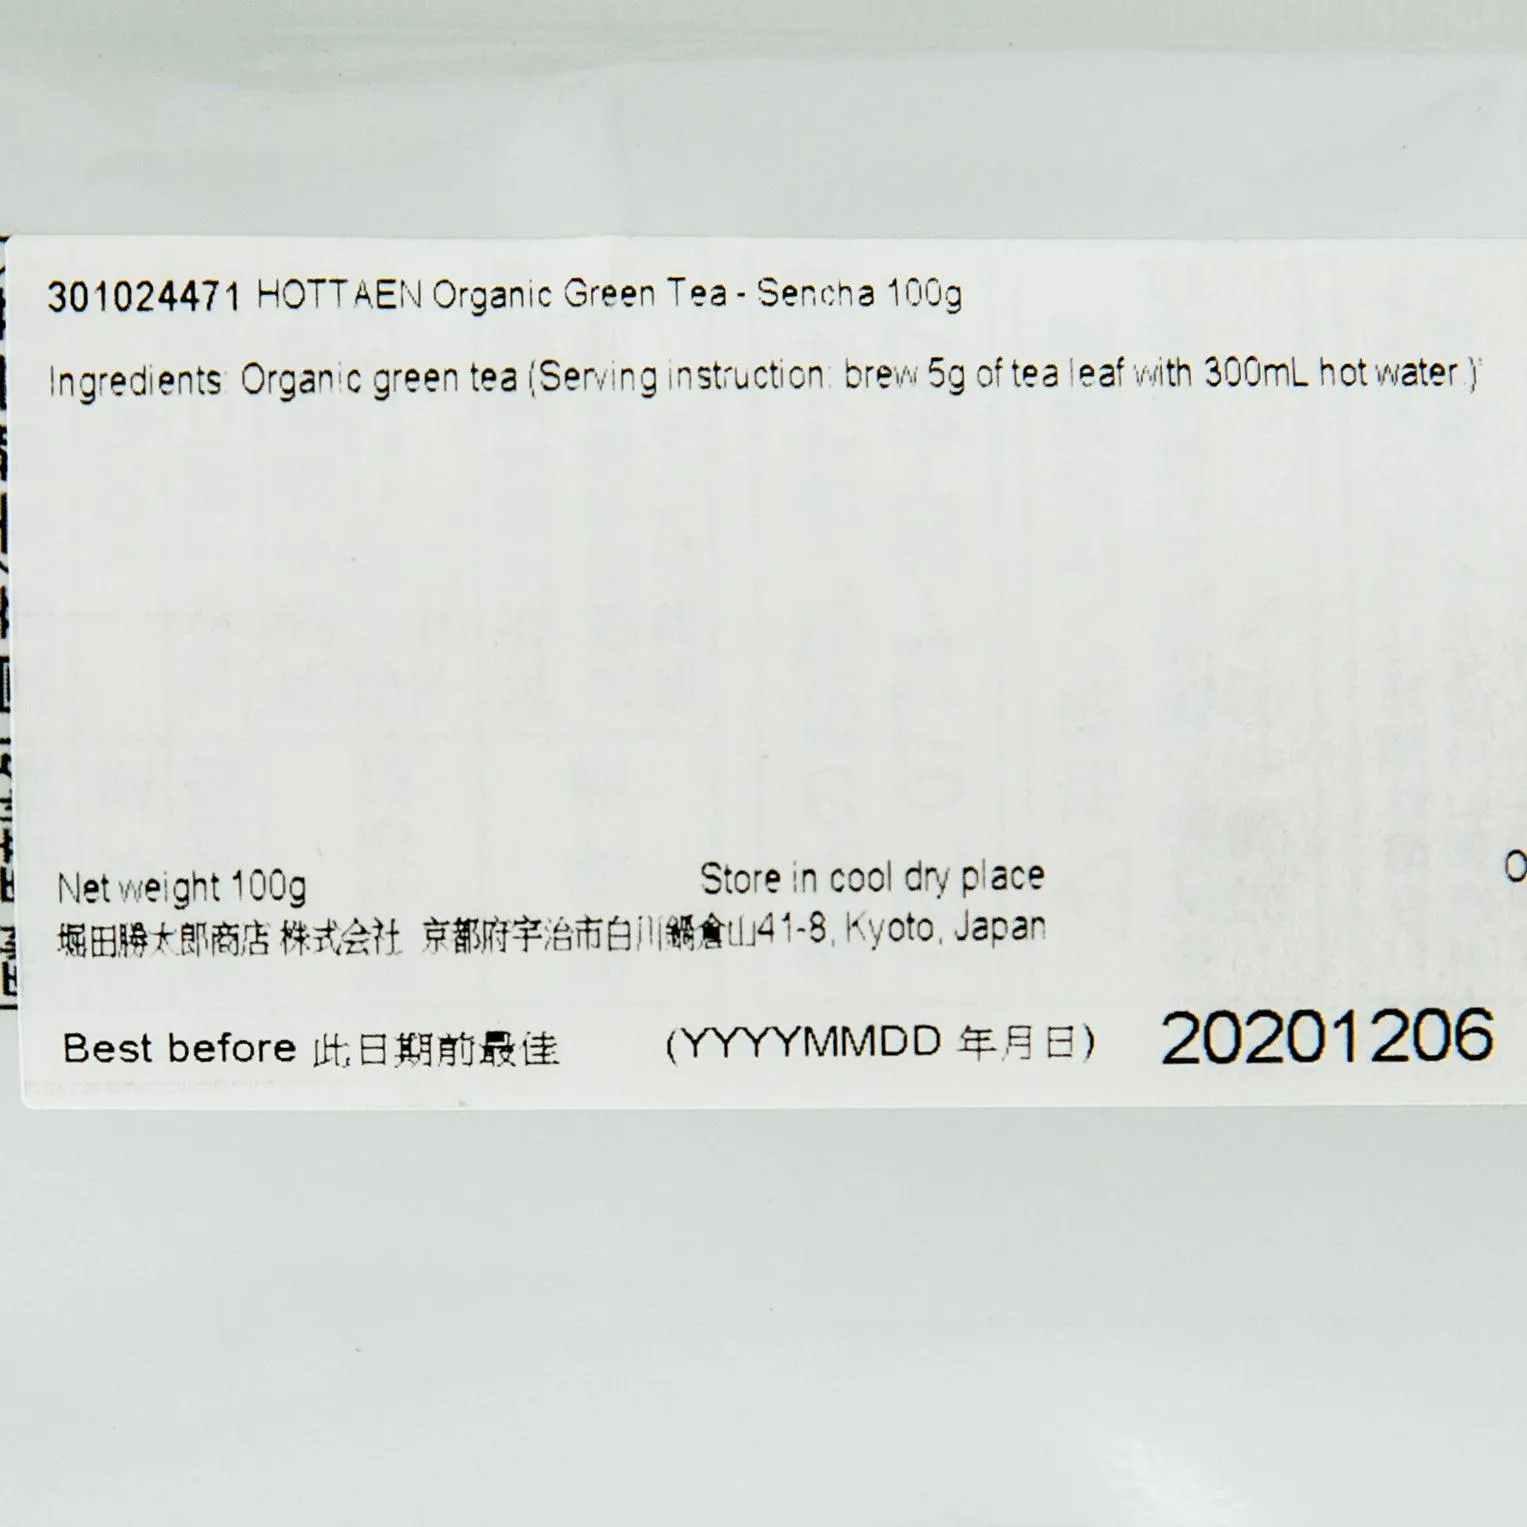 301024471 HOTTAEN Organic Green Tea - Sencha 100g
Ingredients: Organic green tea (Serving instruction: brew 5g of tea leaf with 300mL hot water.)
Net weight 100g Store in cool dry place
堀田勝太郎商店 株式会社 京都府宇治市白川鍋倉山41-8, Kyoto, Japan
Best before 此日期前最佳 (YYYYMMDD 年月日) 20201206